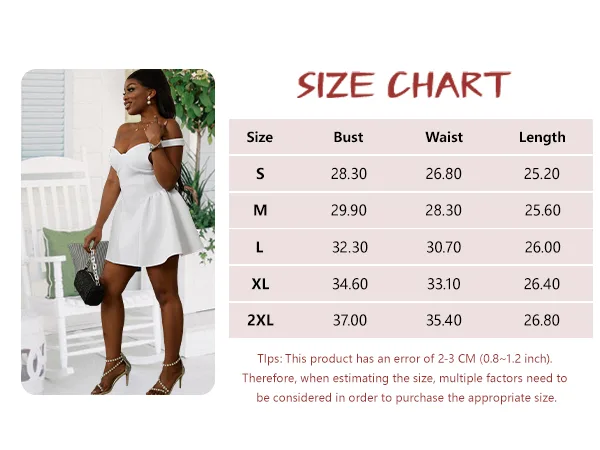 SIZE CHART
Size Bust Waist Length
S 28.30 26.80 25.20
M 29.90 28.30 25.60
L 32.30 30.70 26.00
XL 34.60 33.10 26.40
2XL 37.00 35.40 26.80
TIps: This product has an error of 2-3 CM (0.8~1.2 inch).
Therefore, when estimating the size, multiple factors need to
be considered in order to purchase the appropriate size.